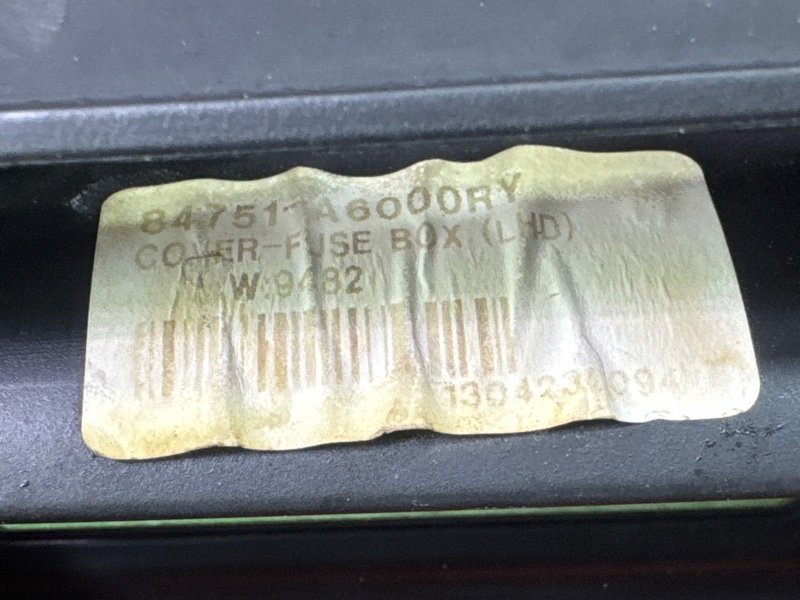 84751-A6000RY
COVER-FUSE BOX (LHD)
W:9482